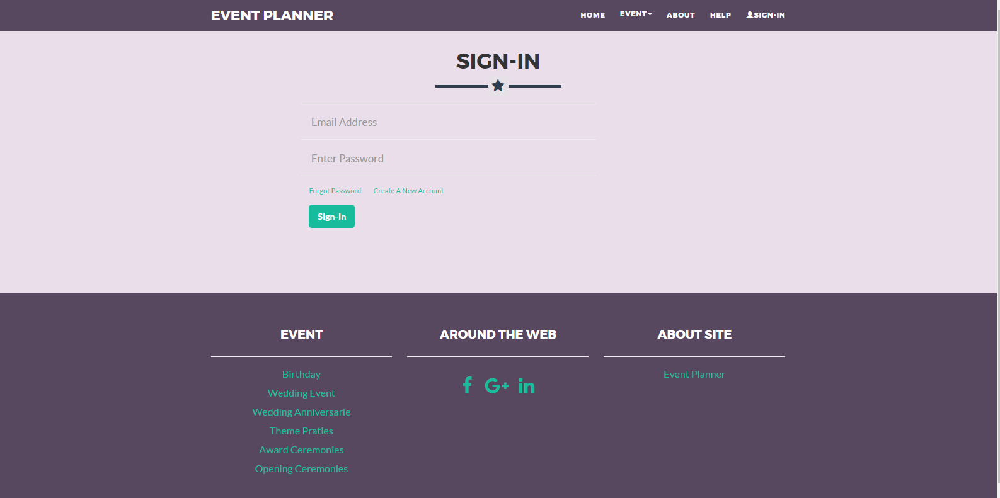 EVENT PLANNER
HOME
EVENT
ABOUT
HELP
SIGN-IN
SIGN-IN
Email Address
Enter Password
Forgot Password
Create A New Account
Sign-In
EVENT
Birthday
Wedding Event
Wedding Anniversarie
Theme Praties
Award Ceremonies
Opening Ceremonies
AROUND THE WEB
f G+ in
ABOUT SITE
Event Planner